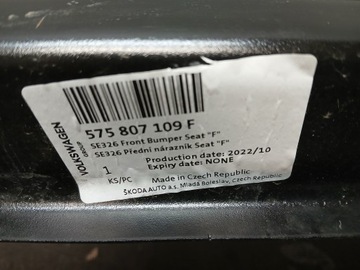 VOLKSWAGEN
GROUP
575 807 109 F
SE326 Front Bumper Seat "F"
SE326 Přední nárazník Seat "F"
1
KS/PC
Production date: 2022/10
Expiry date: NONE
Made in Czech Republic
ŠKODA AUTO a.s. Mladá Boleslav, Czech Republic